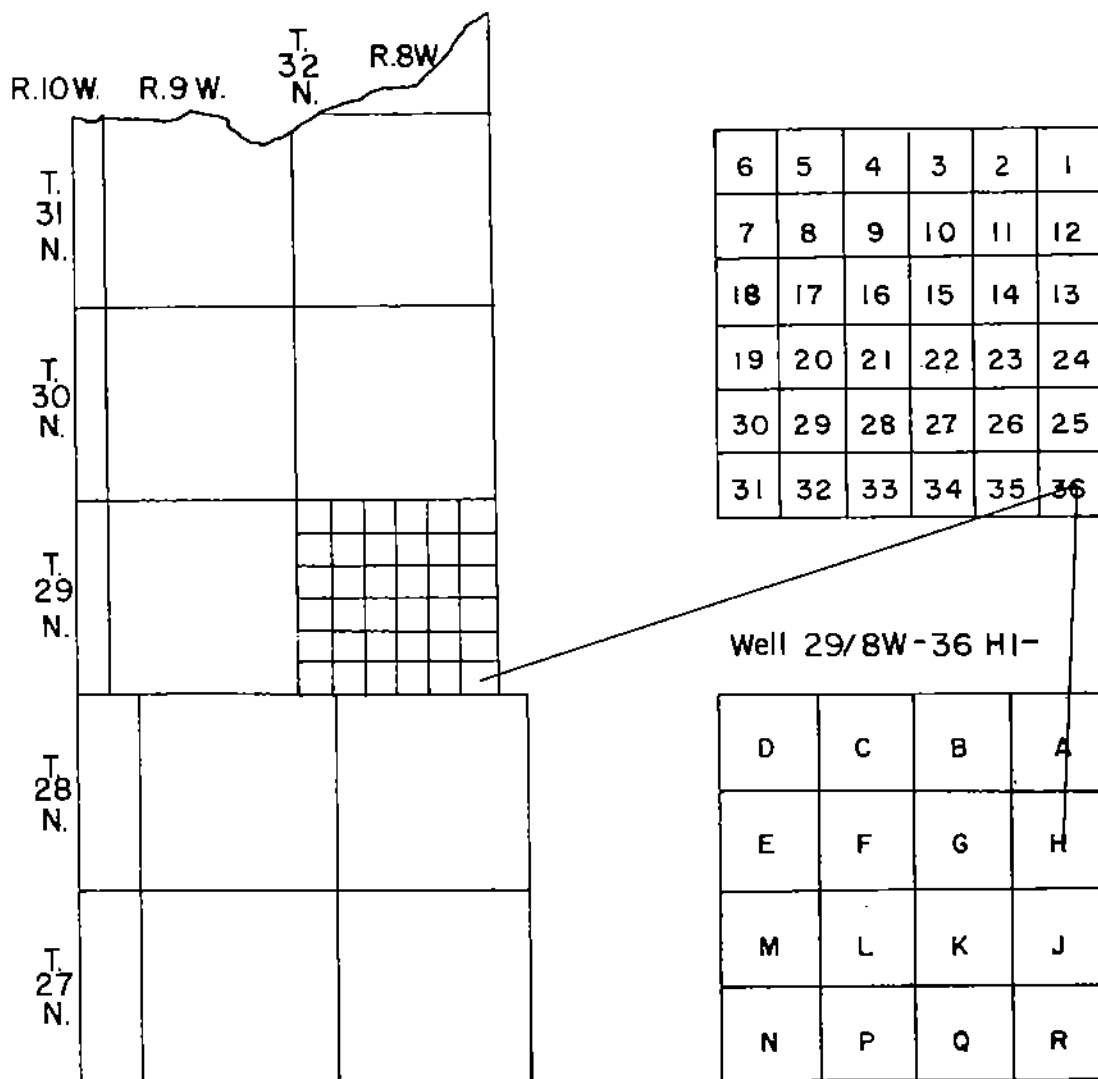 R.10W. R.9W. T. 32 N. R.8W
T. 31 N.
T. 30 N.
T. 29 N.
T. 28 N.
T. 27 N.
6 5 4 3 2 1
7 8 9 10 11 12
18 17 16 15 14 13
19 20 21 22 23 24
30 29 28 27 26 25
31 32 33 34 35 36
Well 29/8W-36 H1-
D C B A
E F G H
M L K J
N P Q R